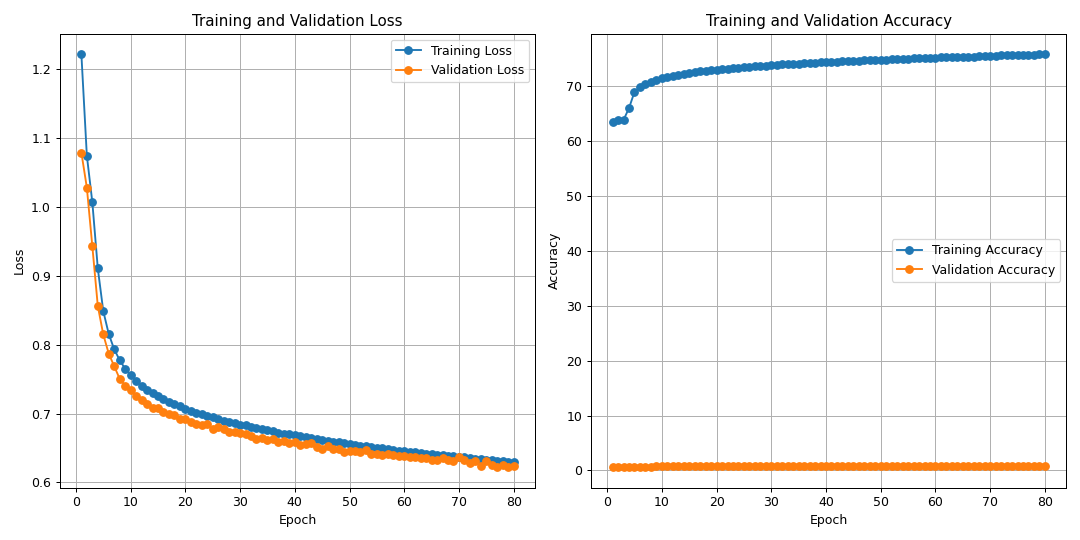 Training and Validation Loss
Training Loss
Validation Loss
1.2
1.1
1.0
0.9
0.8
0.7
0.6
Loss
0 10 20 30 40 50 60 70 80
Epoch
Training and Validation Accuracy
70
60
50
40
30
20
10
0
Accuracy
Training Accuracy
Validation Accuracy
0 10 20 30 40 50 60 70 80
Epoch